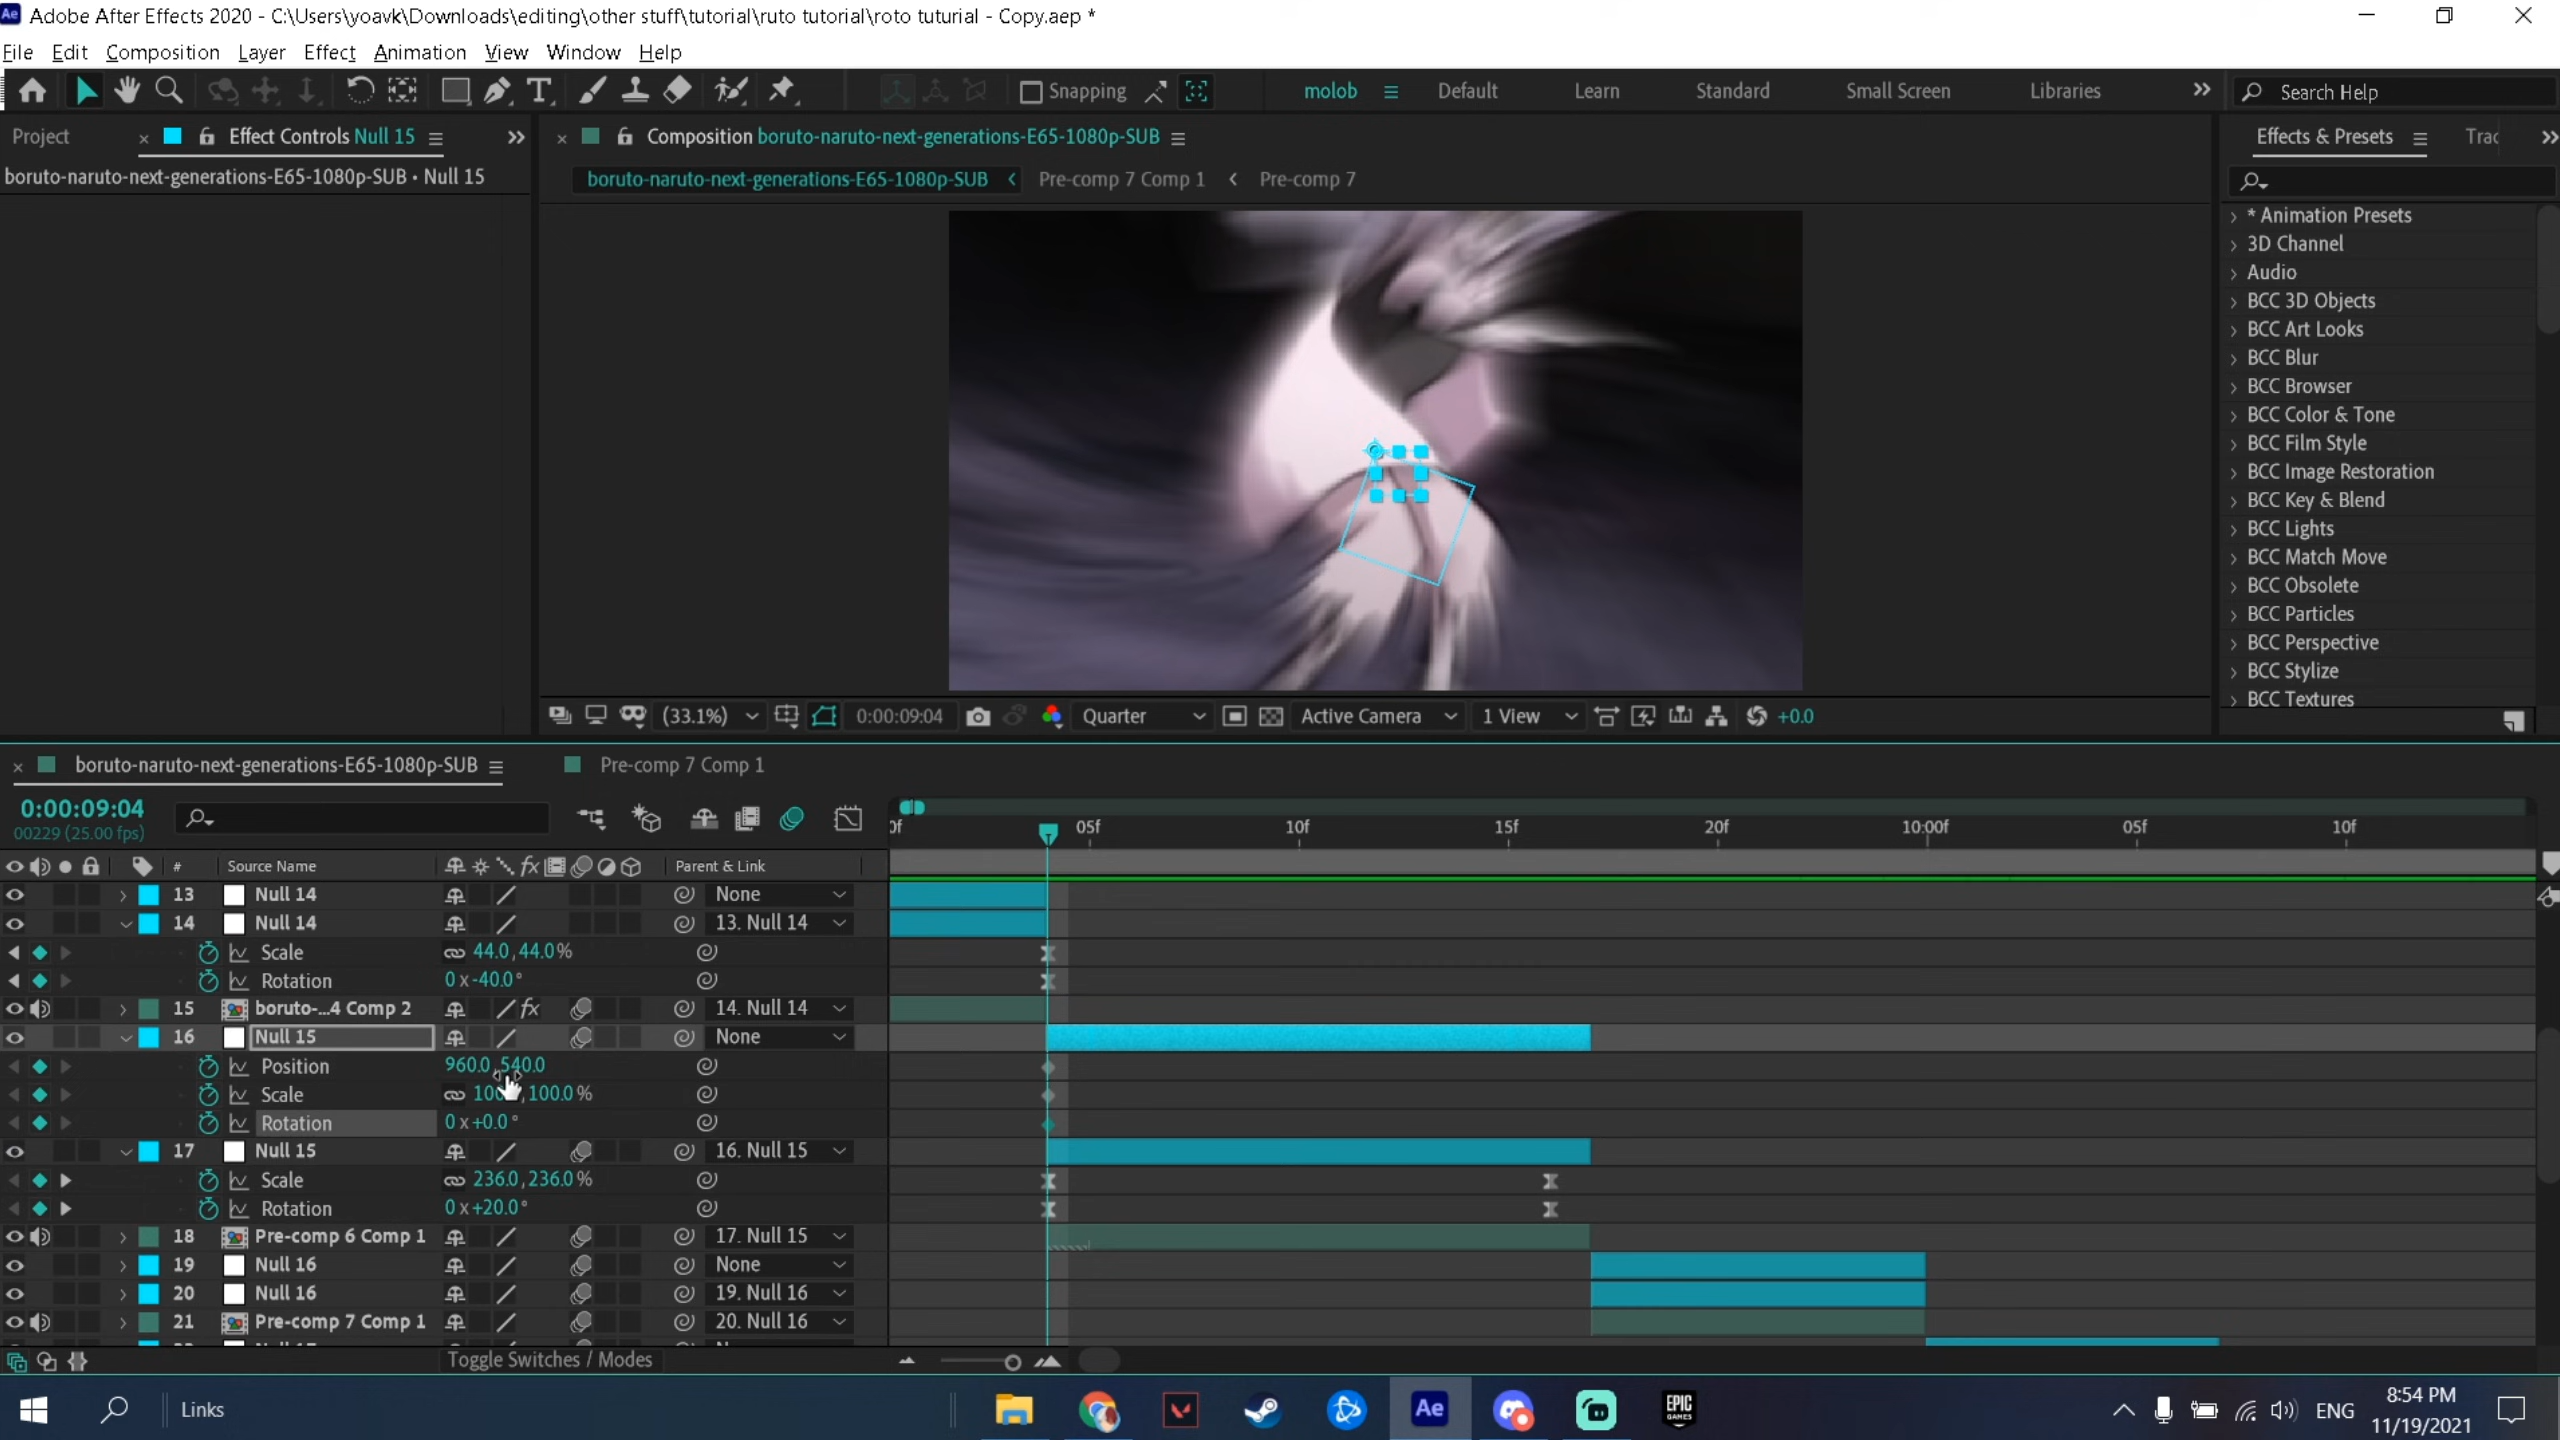 Adobe After Effects 2020 - C:\Users\yoavk\Downloads\editing\other stuff\tutorial\ruto tutorial\roto tuturial - Copy.aep *
File Edit Composition Layer Effect Animation View Window Help
Snapping molob Default Learn Standard Small Screen Libraries Search Help
Project Effect Controls Null 15 Composition boruto-naruto-next-generations-E65-1080p-SUB Effects & Presets Trac
boruto-naruto-next-generations-E65-1080p-SUB • Null 15
boruto-naruto-next-generations-E65-1080p-SUB Pre-comp 7 Comp 1 Pre-comp 7
* Animation Presets
3D Channel
Audio
BCC 3D Objects
BCC Art Looks
BCC Blur
BCC Browser
BCC Color & Tone
BCC Film Style
BCC Image Restoration
BCC Key & Blend
BCC Lights
BCC Match Move
BCC Obsolete
BCC Particles
BCC Perspective
BCC Stylize
BCC Textures
(33.1%) 0:00:09:04 Quarter Active Camera 1 View +0.0
boruto-naruto-next-generations-E65-1080p-SUB Pre-comp 7 Comp 1
0:00:09:04
00229 (25.00 fps)
0f 05f 10f 15f 20f 10:00f 05f 10f
# Source Name fx Parent & Link
13 Null 14 None
14 Null 14 13. Null 14
Scale 44.0, 44.0%
Rotation 0 x -40.0°
15 boruto-...4 Comp 2 fx 14. Null 14
16 Null 15 None
Position 960.0, 540.0
Scale 100.0%
Rotation 0 x +0.0°
17 Null 15 16. Null 15
Scale 236.0, 236.0%
Rotation 0 x +20.0°
18 Pre-comp 6 Comp 1 17. Null 15
19 Null 16 None
20 Null 16 19. Null 16
21 Pre-comp 7 Comp 1 20. Null 16
Toggle Switches / Modes
Links Ae EPIC GAMES ENG
8:54 PM
11/19/2021